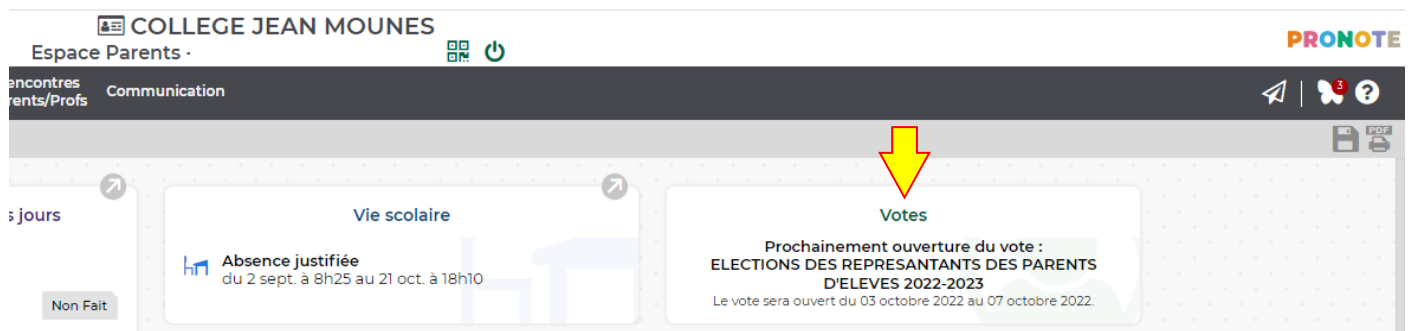 COLLEGE JEAN MOUNES
Espace Parents ·
PRONOTE
encontres
rents/Profs
Communication
3
?
PDF
s jours
Non Fait
Vie scolaire
Absence justifiée
du 2 sept. à 8h25 au 21 oct. à 18h10
Votes
Prochainement ouverture du vote :
ELECTIONS DES REPRESANTANTS DES PARENTS
D'ELEVES 2022-2023
Le vote sera ouvert du 03 octobre 2022 au 07 octobre 2022.